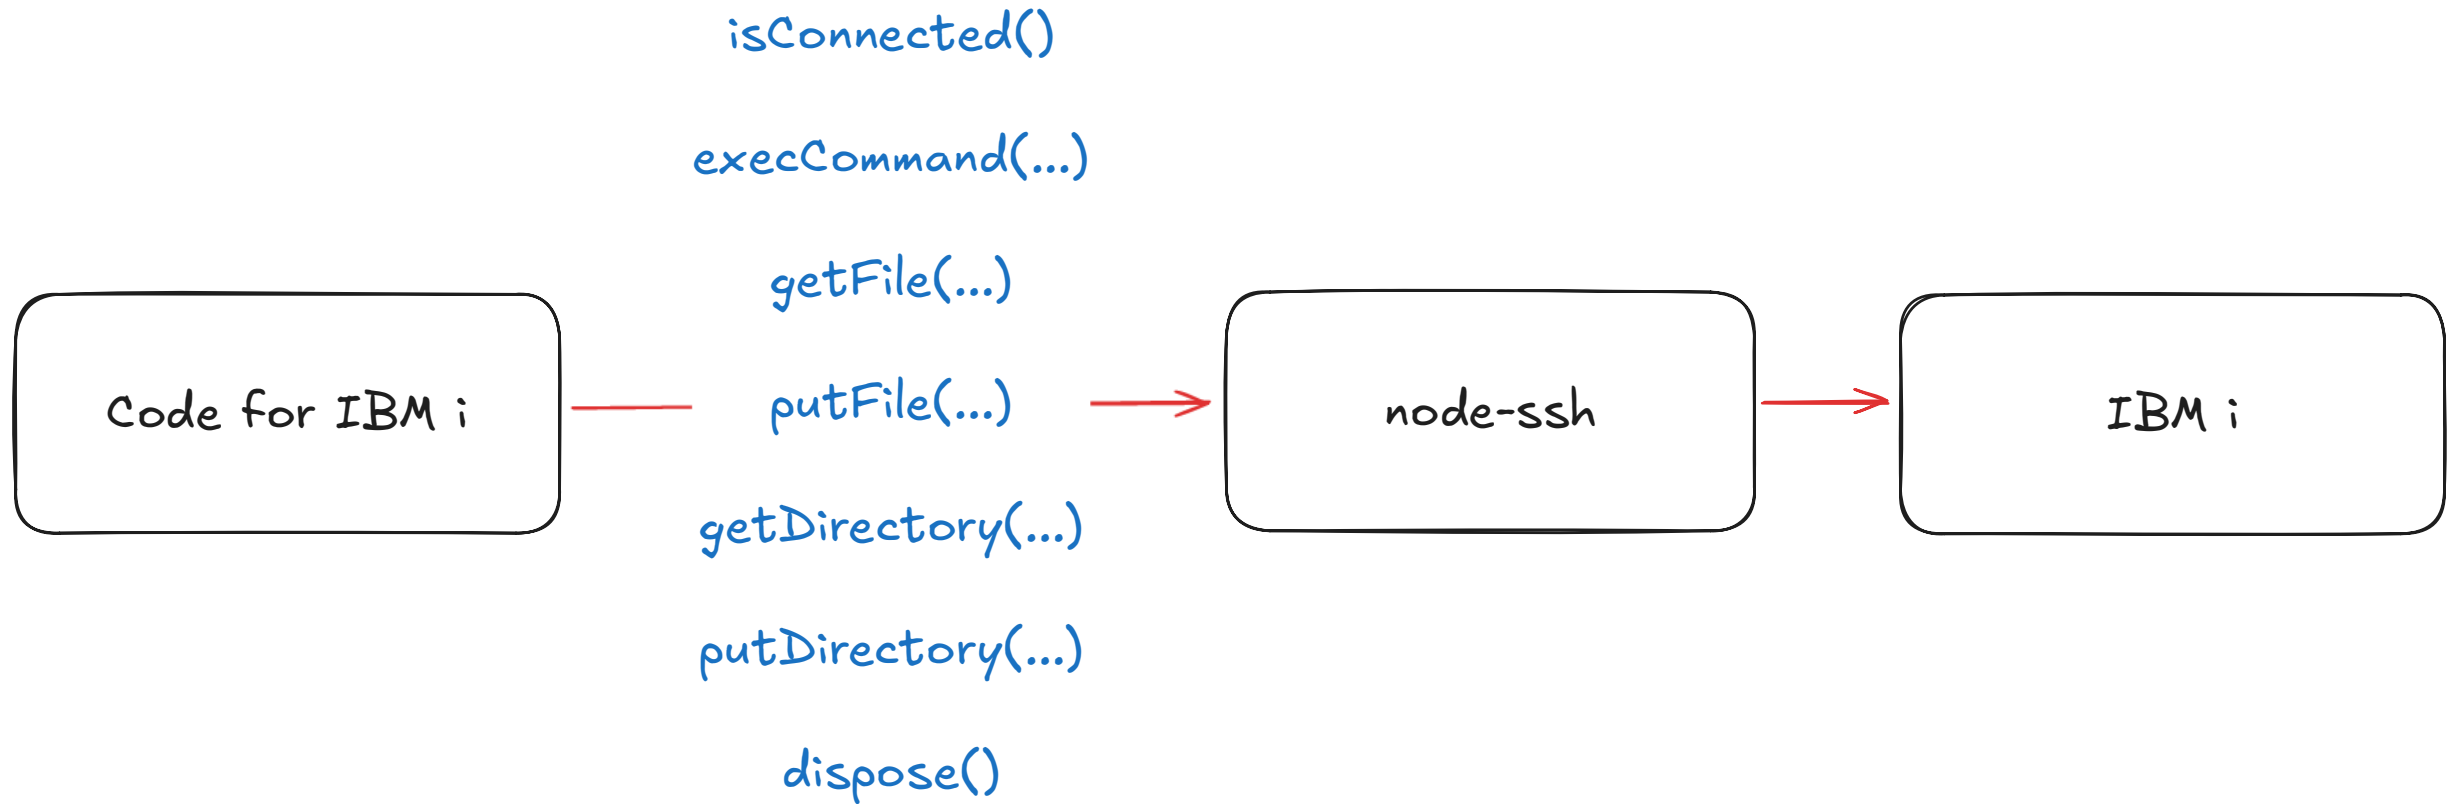 isConnected()
execCommand(...)
getFile(...)
putFile(...)
getDirectory(...)
putDirectory(...)
dispose()
Code for IBM i
node-ssh
IBM i